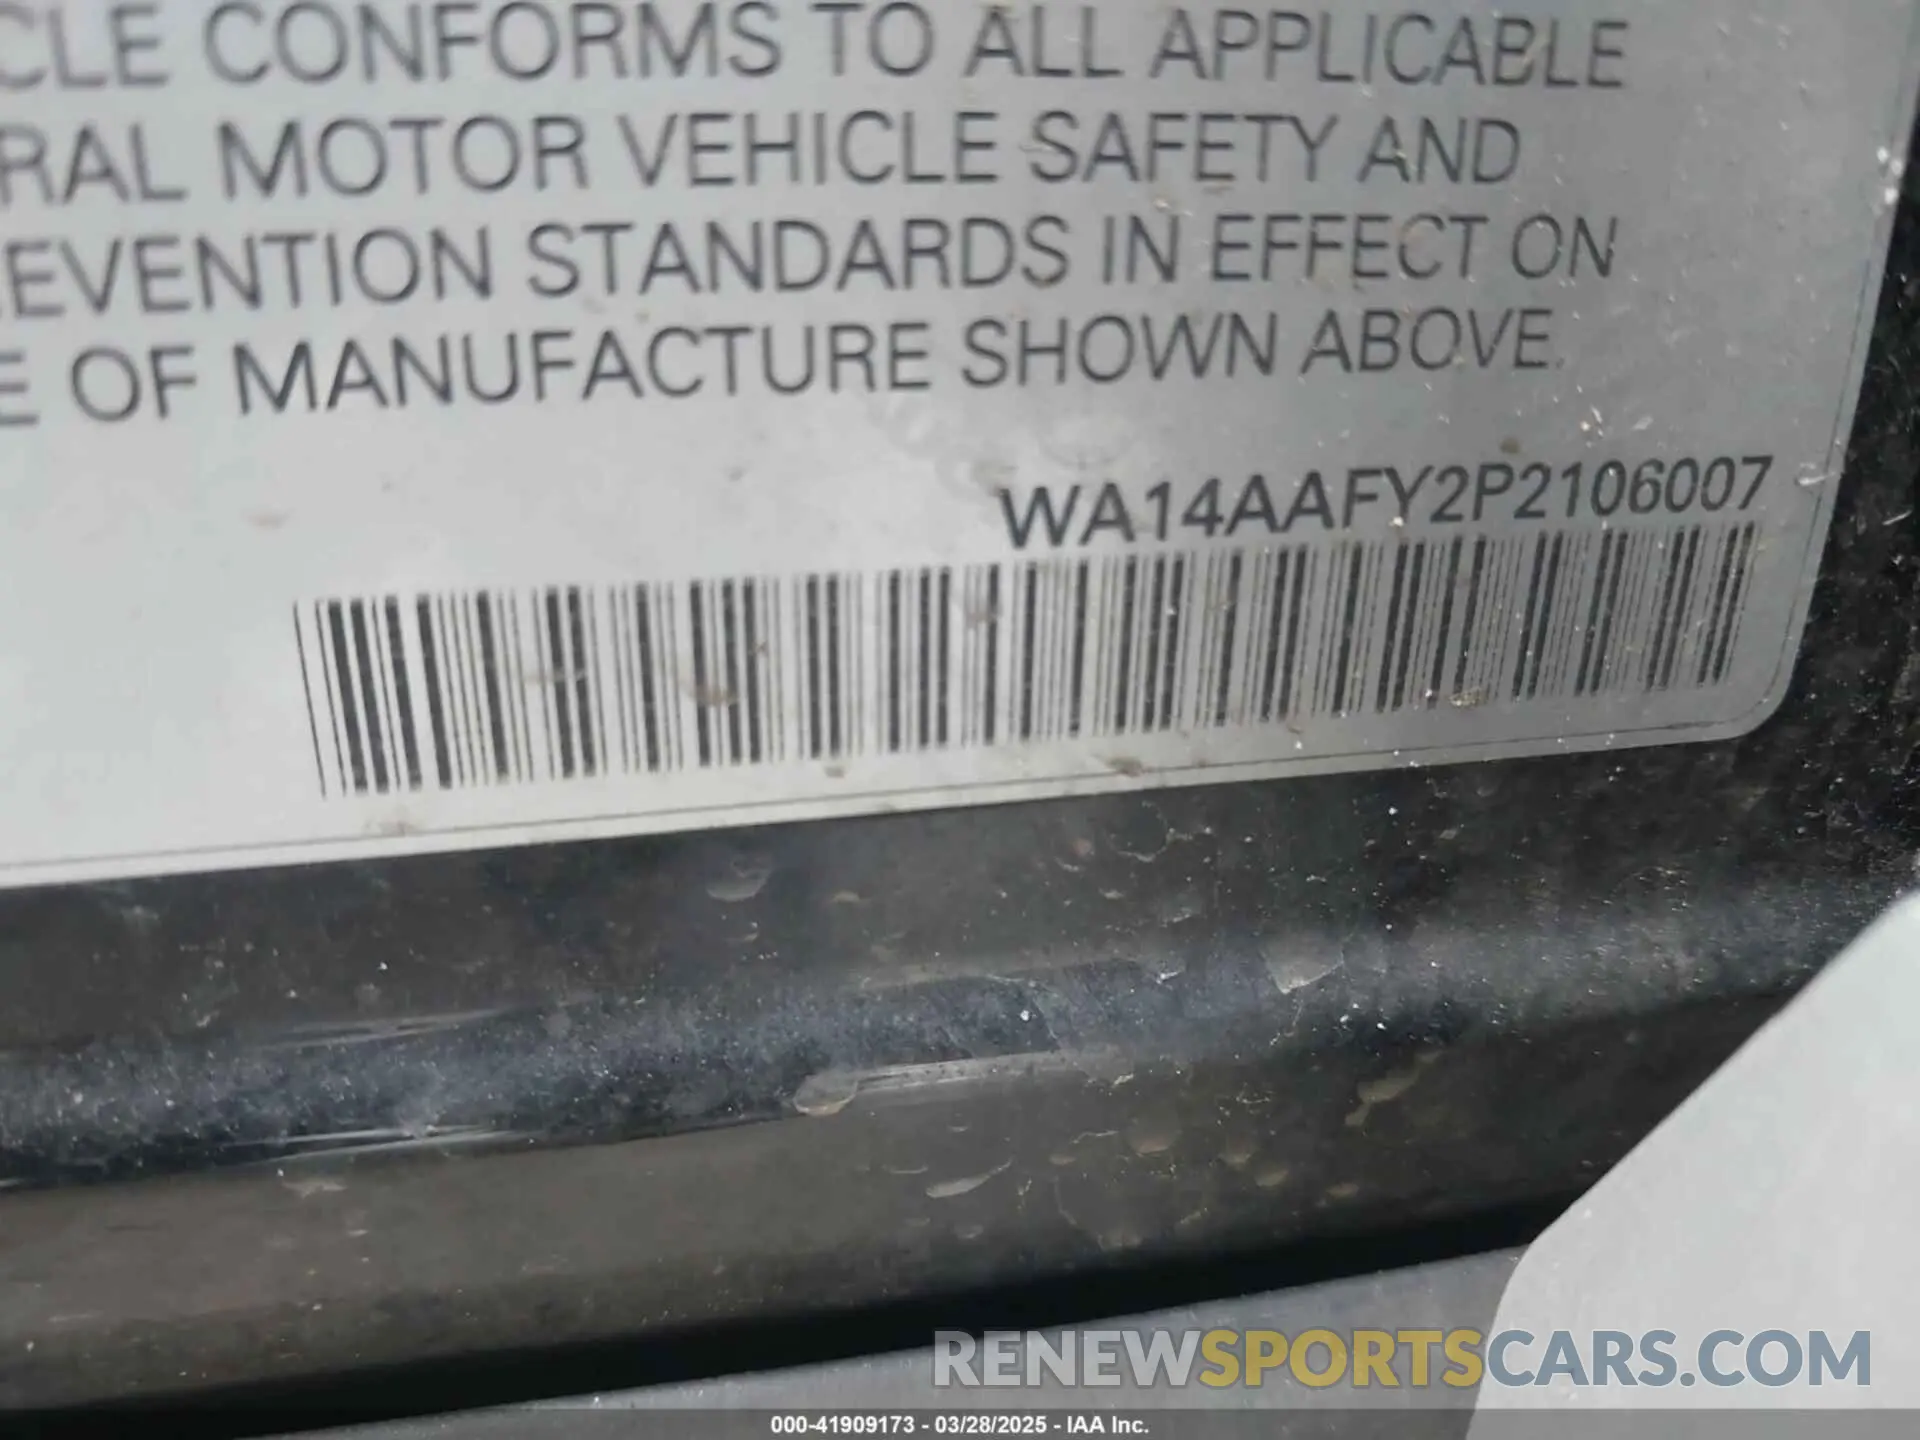 CLE CONFORMS TO ALL APPLICABLE
RAL MOTOR VEHICLE SAFETY AND
EVENTION STANDARDS IN EFFECT ON
E OF MANUFACTURE SHOWN ABOVE.
WA14AAFY2P2106007
RENEWSPORTSCARS.COM
000-41909173 - 03/28/2025 - IAA Inc.